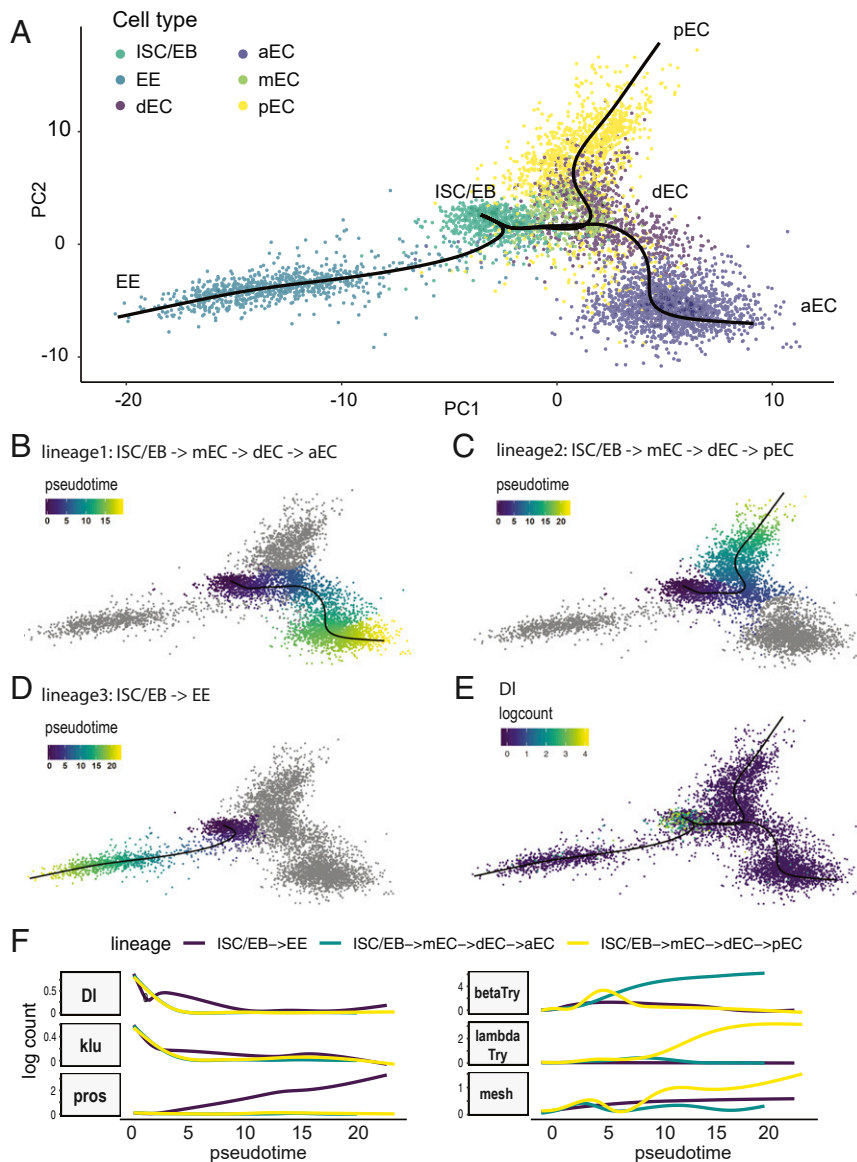 A
Cell type
ISC/EB
aEC
EE
mEC
dEC
pEC
pEC
ISC/EB
dEC
EE
aEC
PC2
10
0
-10
-20
-10
0
10
PC1
B
lineage1: ISC/EB -> mEC -> dEC -> aEC
pseudotime
0 5 10 15
C
lineage2: ISC/EB -> mEC -> dEC -> pEC
pseudotime
0 5 10 15 20
D
lineage3: ISC/EB -> EE
pseudotime
0 5 10 15 20
E
Dl
logcount
0 1 2 3 4
F
lineage
ISC/EB->EE
ISC/EB->mEC->dEC->aEC
ISC/EB->mEC->dEC->pEC
log count
Dl
0.5
0
klu
0.4
0
pros
2
1
0
0 5 10 15 20
pseudotime
betaTry
4
0
lambda
Try
2
0
mesh
1
0
0 5 10 15 20
pseudotime